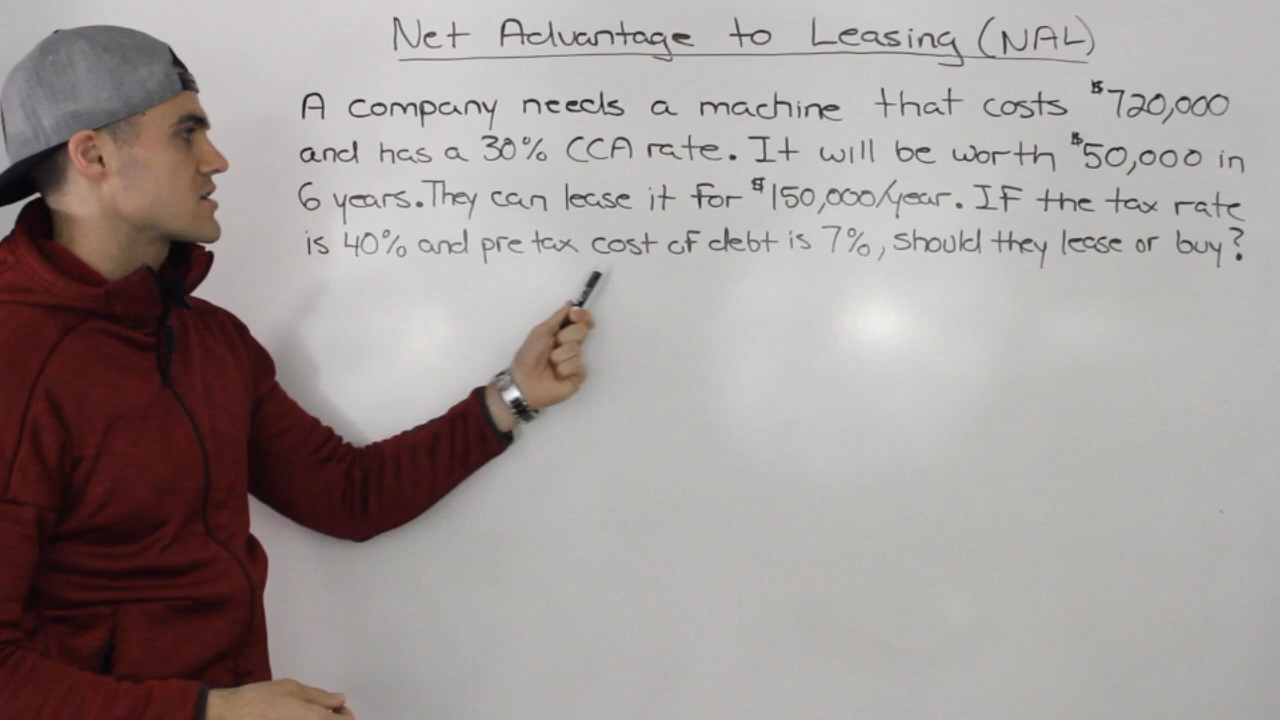 Net Advantage to Leasing (NAL)
A company needs a machine that costs $720,000
and has a 30% CCA rate. It will be worth $50,000 in
6 years. They can lease it for $150,000/year. If the tax rate
is 40% and pre tax cost of debt is 7%, should they lease or buy?